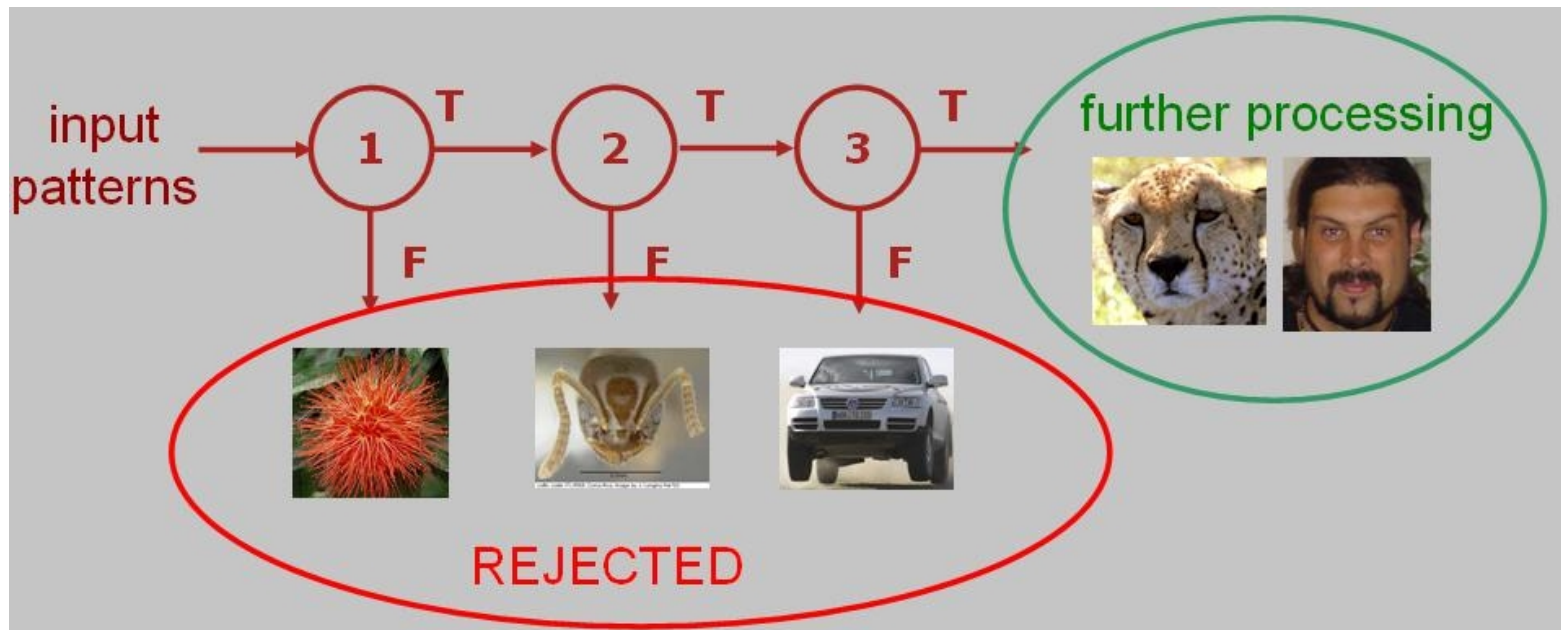 input
patterns
1
T
2
T
3
T
further processing
F
F
F
REJECTED